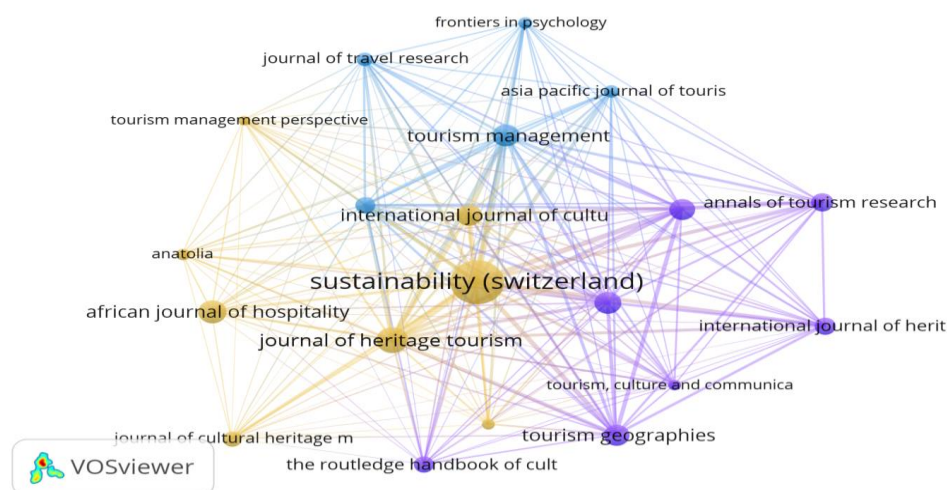 frontiers in psychology
journal of travel research
asia pacific journal of touris
tourism management perspective
tourism management
annals of tourism research
international journal of cultu
anatolia
sustainability (switzerland)
african journal of hospitality
international journal of herit
journal of heritage tourism
tourism, culture and communica
tourism geographies
journal of cultural heritage m
the routledge handbook of cult
VOSviewer